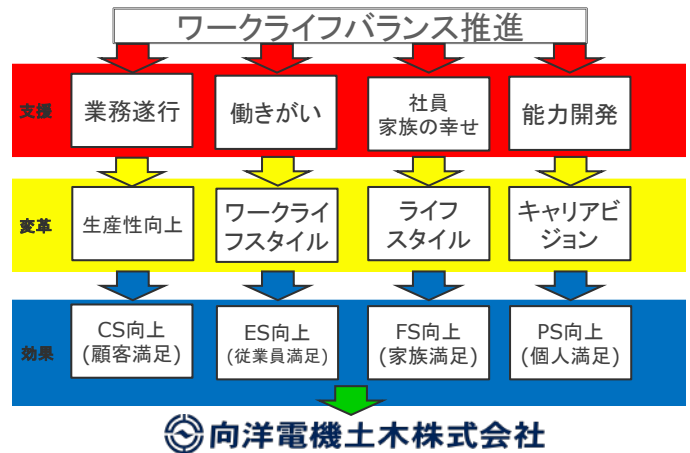 ワークライフバランス推進
支援
業務遂行
働きがい
社員
家族の幸せ
能力開発
変革
生産性向上
ワークライ
フスタイル
ライフ
スタイル
キャリアビ
ジョン
効果
CS向上
(顧客満足)
ES向上
(従業員満足)
FS向上
(家族満足)
PS向上
(個人満足)
向洋電機土木株式会社